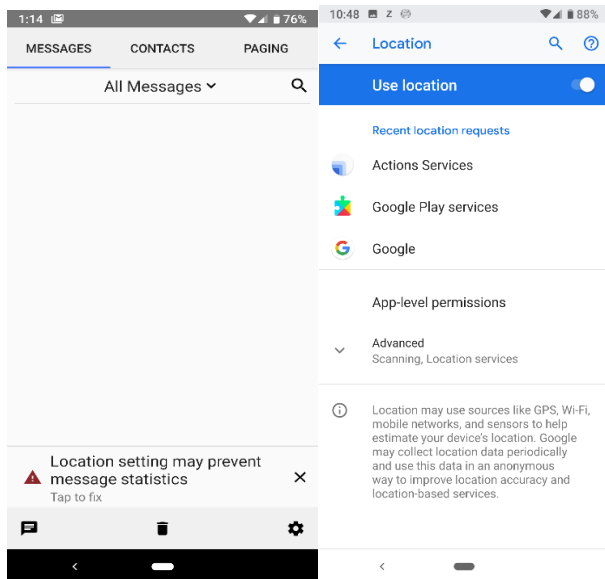 1:14
76%
MESSAGES
CONTACTS
PAGING
All Messages
Location setting may prevent
message statistics
Tap to fix
10:48
Z
88%
Location
Use location
Recent location requests
Actions Services
Google Play services
G
Google
App-level permissions
Advanced
Scanning, Location services
Location may use sources like GPS, Wi-Fi,
mobile networks, and sensors to help
estimate your device's location. Google
may collect location data periodically
and use this data in an anonymous
way to improve location accuracy and
location-based services.